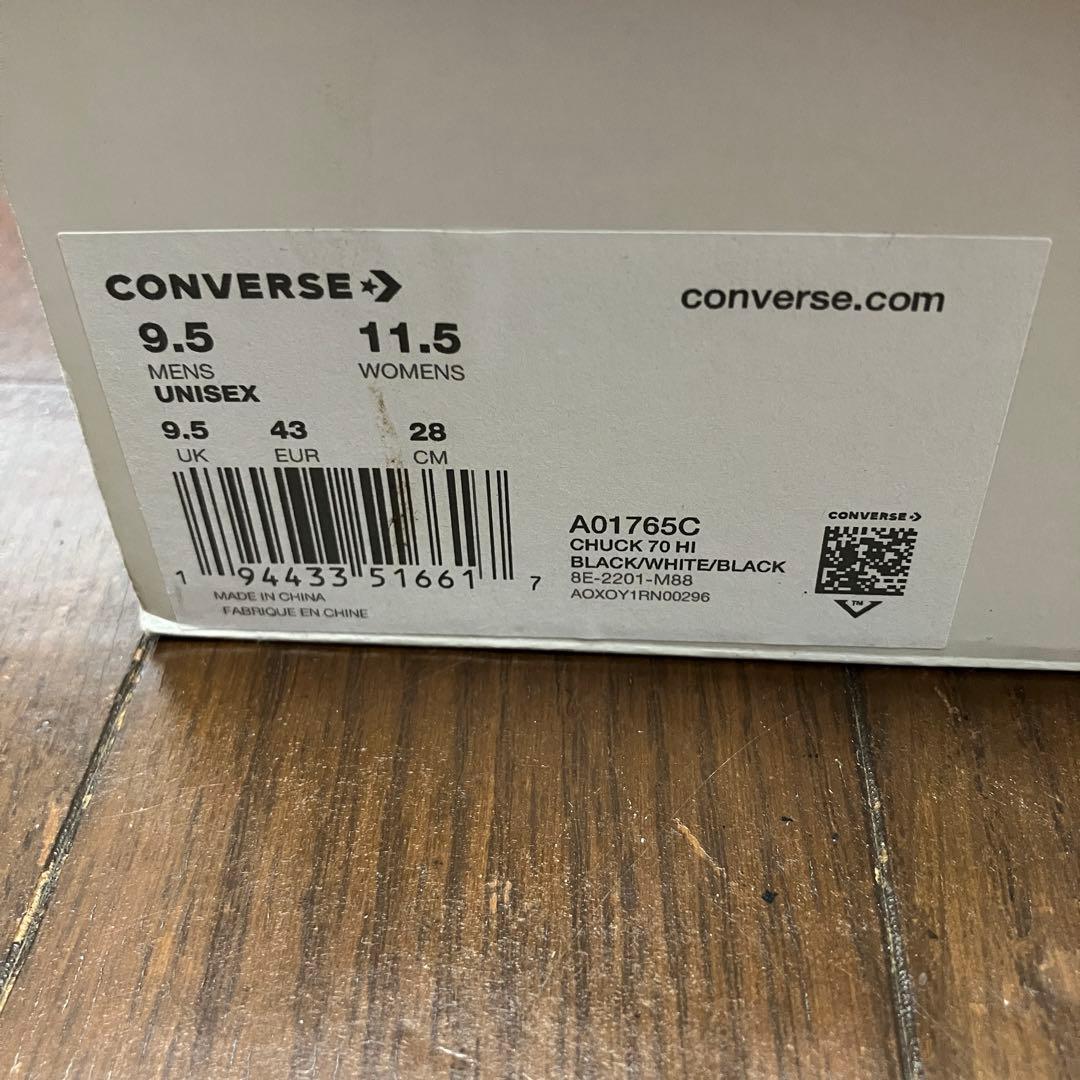 CONVERSE
converse.com
9.5 11.5
MENS WOMENS
UNISEX
9.5 43 28
UK EUR CM
1 94433 51661 7
MADE IN CHINA
FABRIQUE EN CHINE
A01765C
CHUCK 70 HI
BLACK/WHITE/BLACK
8E-2201-M88
AOXOY1RN00296
CONVERSE
TM